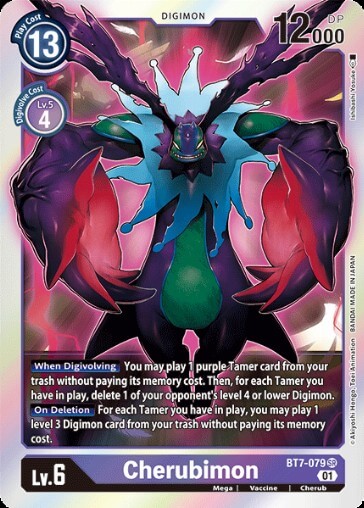 Play Cost
13
DIGIMON
DP
12000
Digivolve Cost
Lv.5
4
Ishibashi Yosuke
©Akiyoshi Hongo, Toei Animation BANDAI MADE IN JAPAN
When Digivolving You may play 1 purple Tamer card from your
trash without paying its memory cost. Then, for each Tamer you
have in play, delete 1 of your opponent's level 4 or lower Digimon.
On Deletion For each Tamer you have in play, you may play 1
level 3 Digimon card from your trash without paying its memory
cost.
BT7-079 SR
Lv.6
Cherubimon
01
Mega | Vaccine | Cherub